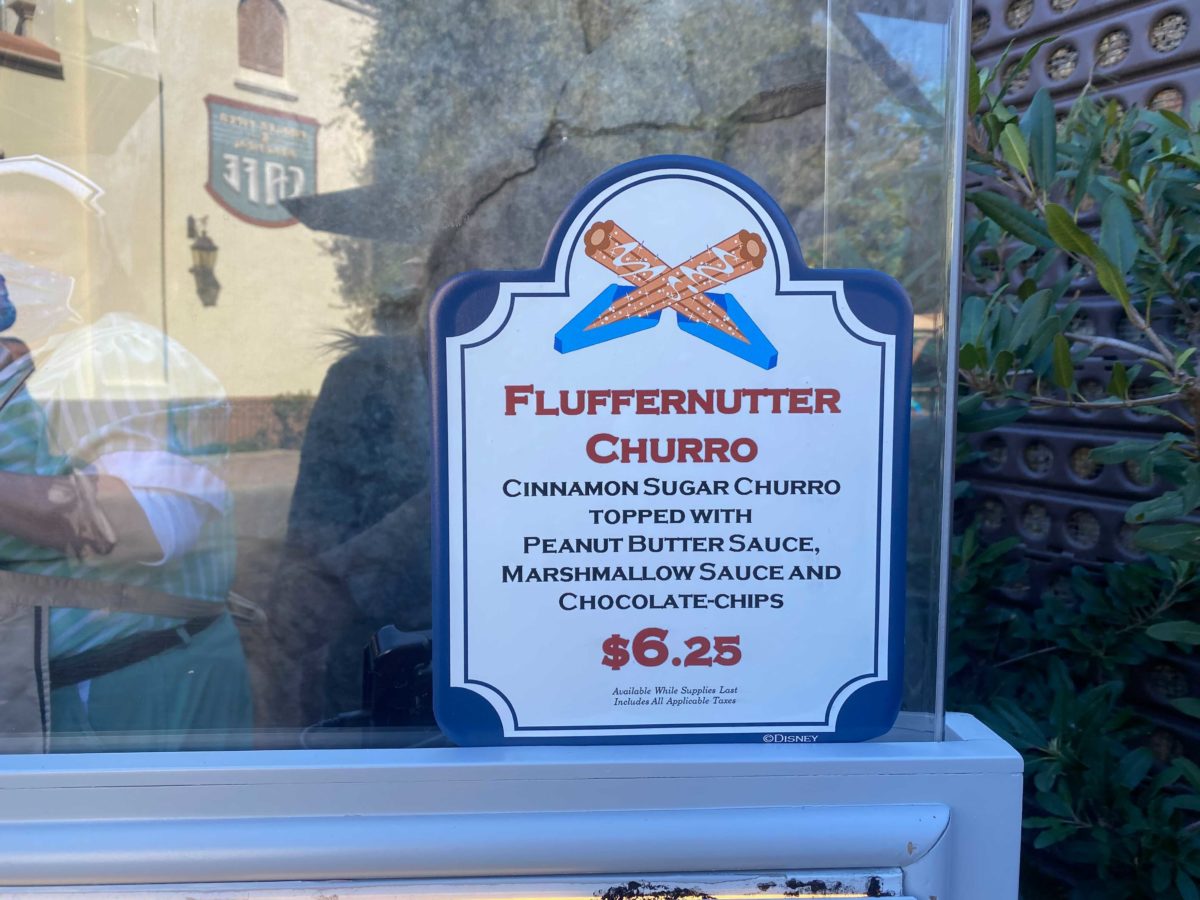 CAFE
FLUFFERNUTTER
CHURRO
CINNAMON SUGAR CHURRO
TOPPED WITH
PEANUT BUTTER SAUCE,
MARSHMALLOW SAUCE AND
CHOCOLATE-CHIPS
$6.25
Available While Supplies Last
Includes All Applicable Taxes
©DISNEY